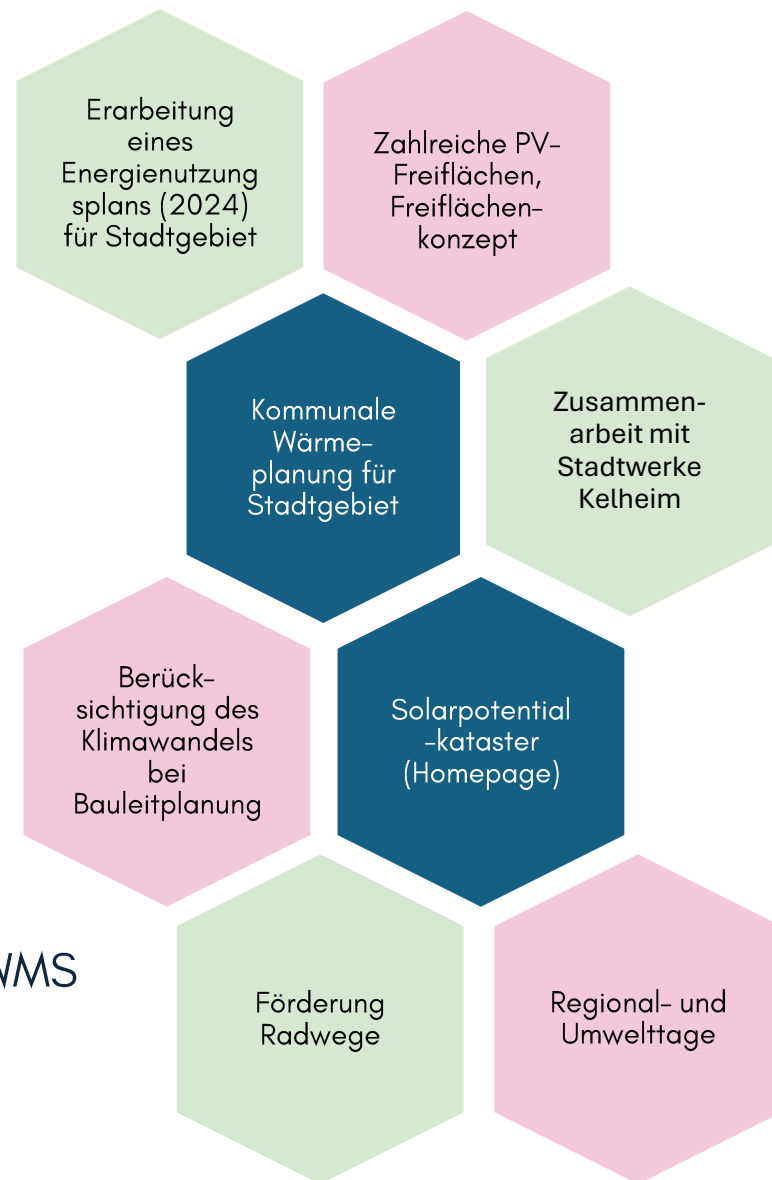 Erarbeitung
eines
Energienutzung
splans (2024)
für Stadtgebiet
Zahlreiche PV-
Freiflächen,
Freiflächen-
konzept
Kommunale
Wärme-
planung für
Stadtgebiet
Zusammen-
arbeit mit
Stadtwerke
Kelheim
Berück-
sichtigung des
Klimawandels
bei
Bauleitplanung
Solarpotential
-kataster
(Homepage)
Förderung
Radwege
Regional- und
Umwelttage